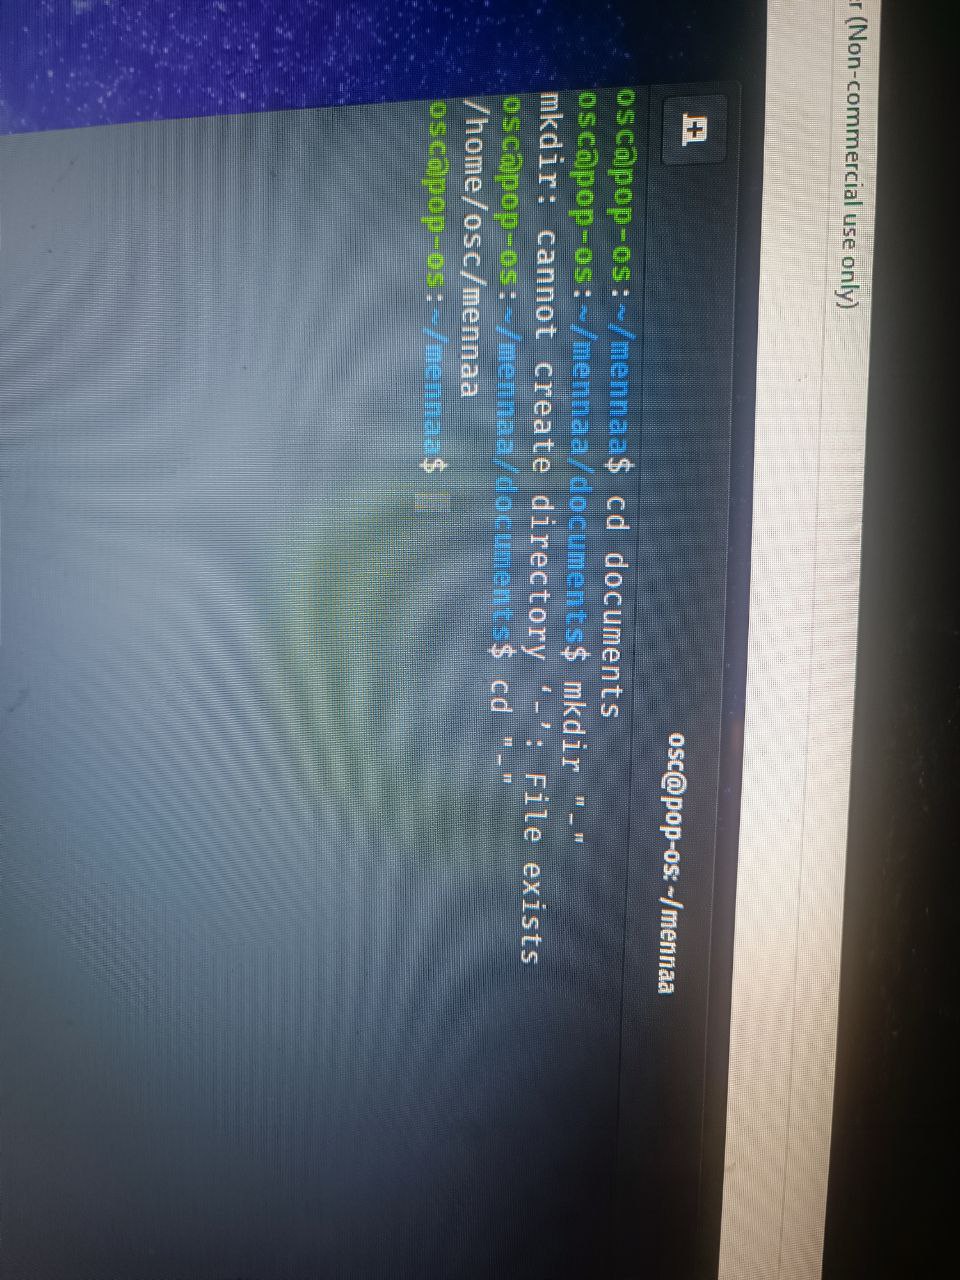 r (Non-commercial use only)
osc@pop-os: ~/mennaa
osc@pop-os:~/mennaa$ cd documents
osc@pop-os:~/mennaa/documents$ mkdir "-"
mkdir: cannot create directory ‘-’: File exists
osc@pop-os:~/mennaa/documents$ cd "-"
/home/osc/mennaa
osc@pop-os:~/mennaa$